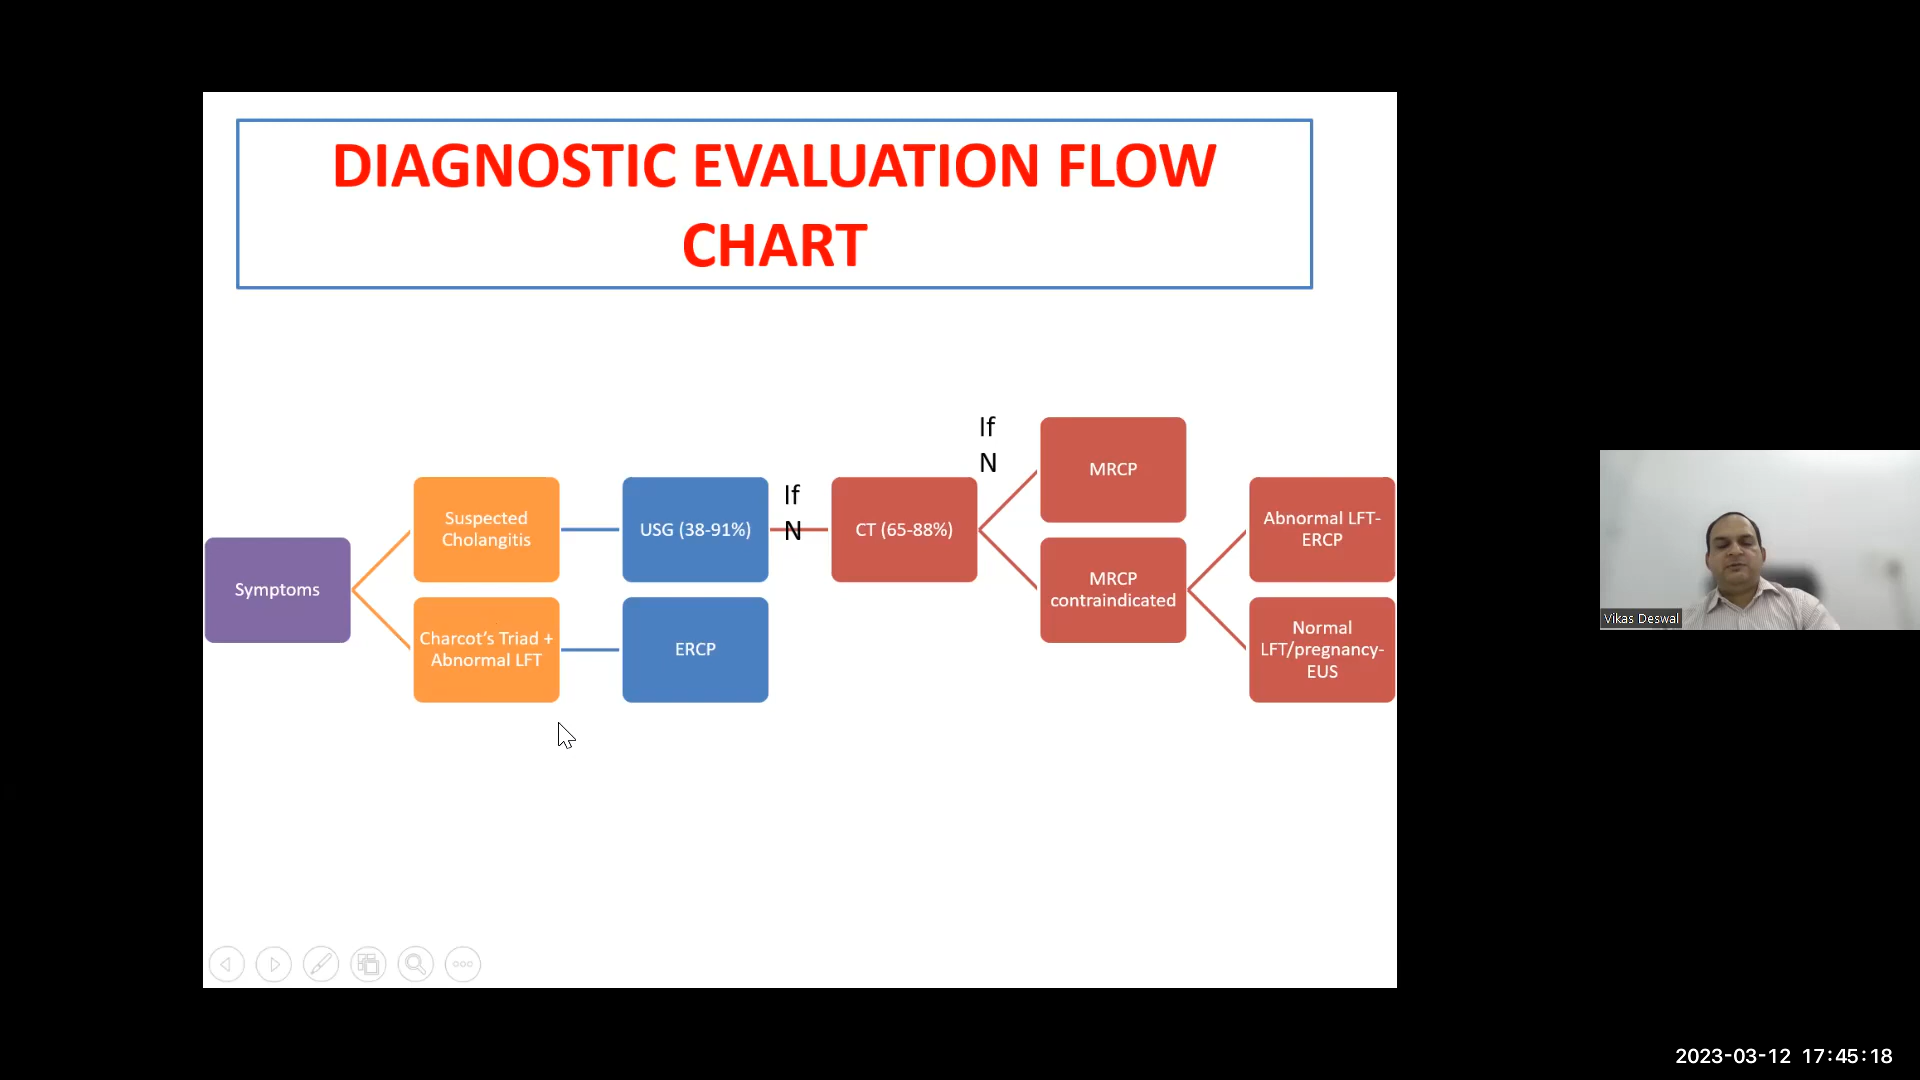 DIAGNOSTIC EVALUATION FLOW
CHART
Symptoms
Suspected
Cholangitis
Charcot's Triad +
Abnormal LFT
USG (38-91%)
ERCP
If
N
CT (65-88%)
If
N
MRCP
MRCP
contraindicated
Abnormal LFT-
ERCP
Normal
LFT/pregnancy-
EUS
Vikas Deswal
2023-03-12 17:45:18